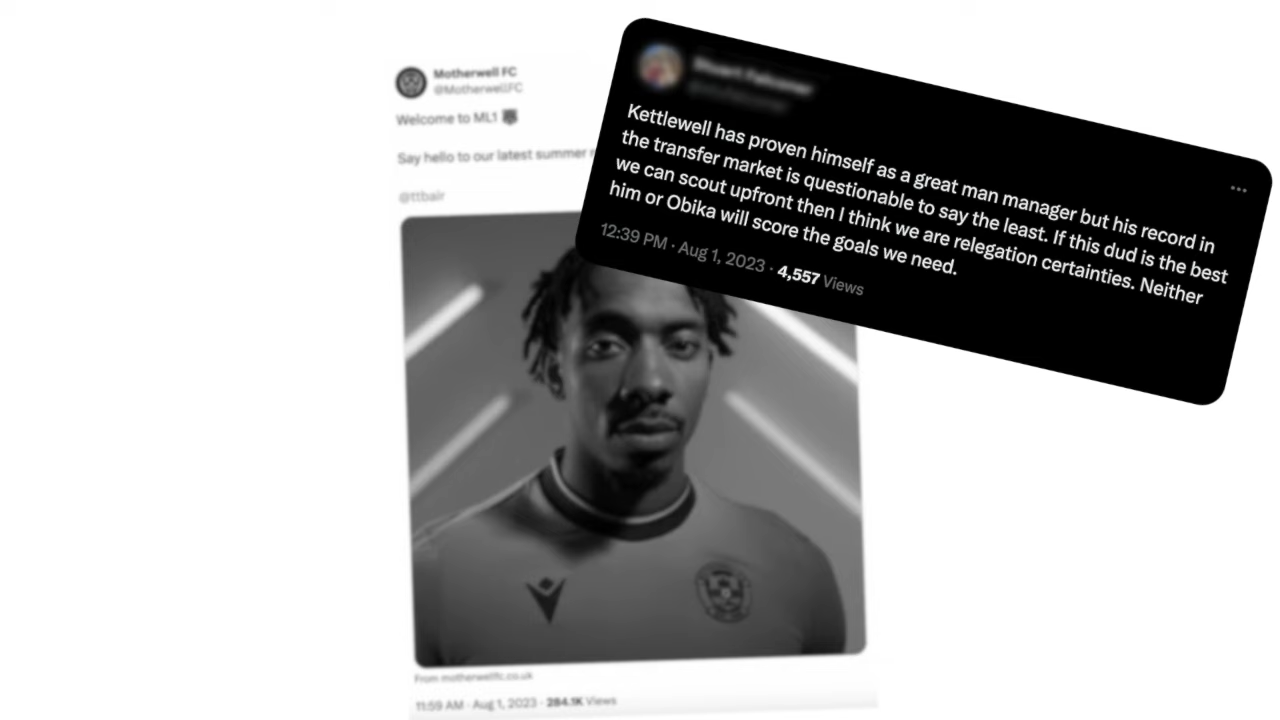 Motherwell FC
@MotherwellFC
Welcome to ML1
Say hello to our latest summer
@ttbair
From motherwellfc.co.uk
11:59 AM · Aug 1, 2023 · 284.1K Views
Kettlewell has proven himself as a great man manager but his record in
the transfer market is questionable to say the least. If this dud is the best
we can scout upfront then I think we are relegation certainties. Neither
him or Obika will score the goals we need.
12:39 PM · Aug 1, 2023 · 4,557 Views